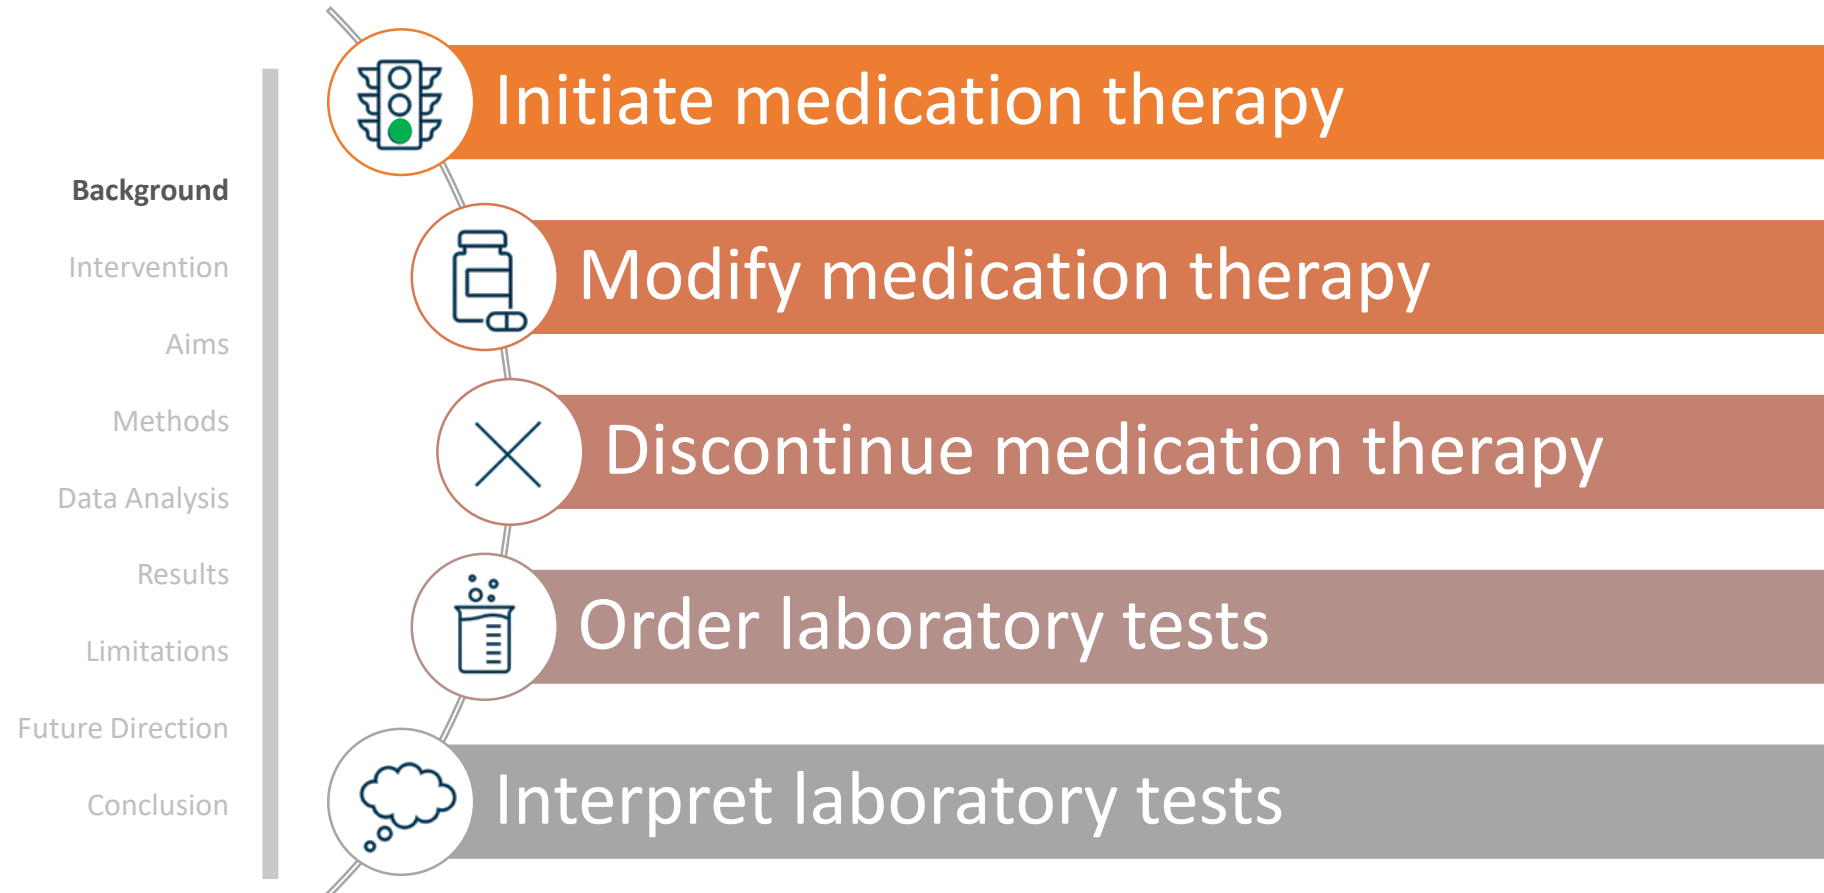 Background
Intervention
Aims
Methods
Data Analysis
Results
Limitations
Future Direction
Conclusion
Initiate medication therapy
Modify medication therapy
Discontinue medication therapy
Order laboratory tests
Interpret laboratory tests